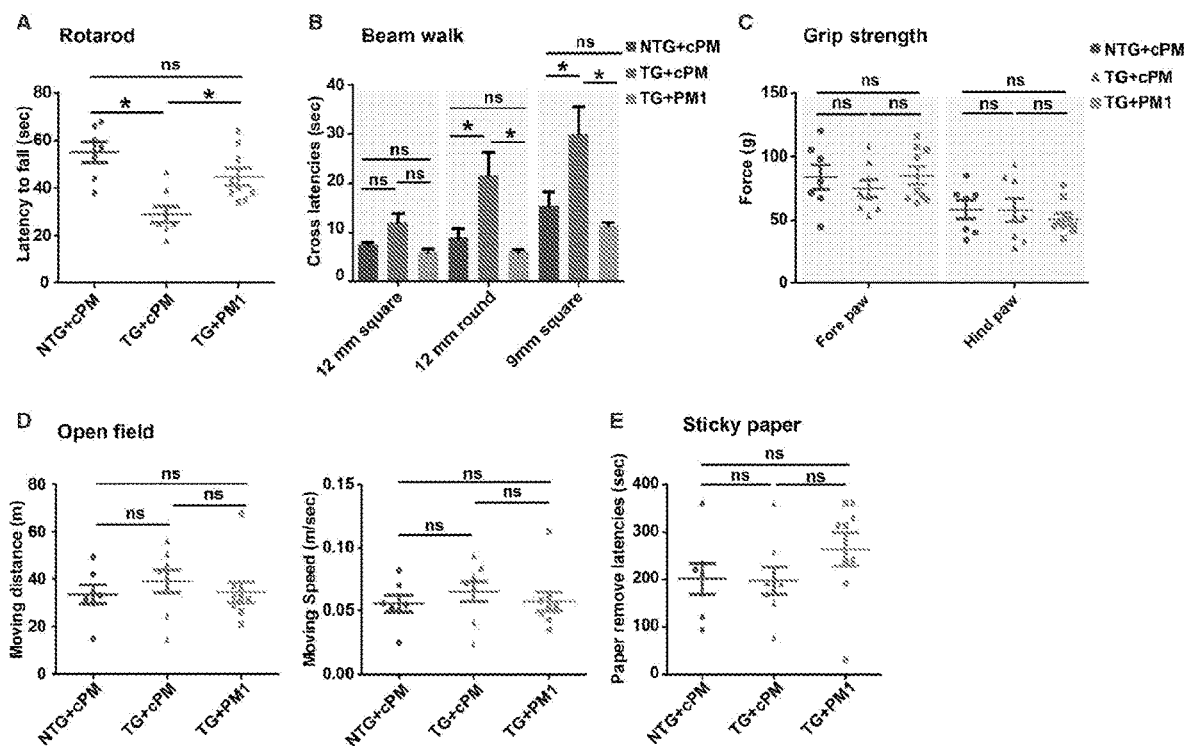 A Rotarod
ns
* *
Latency to fall (sec)
80
60
40
20
0
NTG+cPM
TG+cPM
TG+PM1
B Beam walk
NTG+cPM
TG+cPM
TG+PM1
ns
* *
ns
* *
ns
ns ns
Cross latencies (sec)
40
30
20
10
0
12 mm square
12 mm round
9mm square
C Grip strength
NTG+cPM
TG+cPM
TG+PM1
ns
ns ns
ns
ns ns
Force (g)
150
100
50
0
Fore paw
Hind paw
D Open field
ns
ns
ns
Moving distance (m)
80
60
40
20
0
NTG+cPM
TG+cPM
TG+PM1
ns
ns
ns
Moving Speed (m/sec)
0.15
0.10
0.05
0.00
NTG+cPM
TG+cPM
TG+PM1
E Sticky paper
ns
ns ns
Paper remove latencies (sec)
400
300
200
100
0
NTG+cPM
TG+cPM
TG+PM1